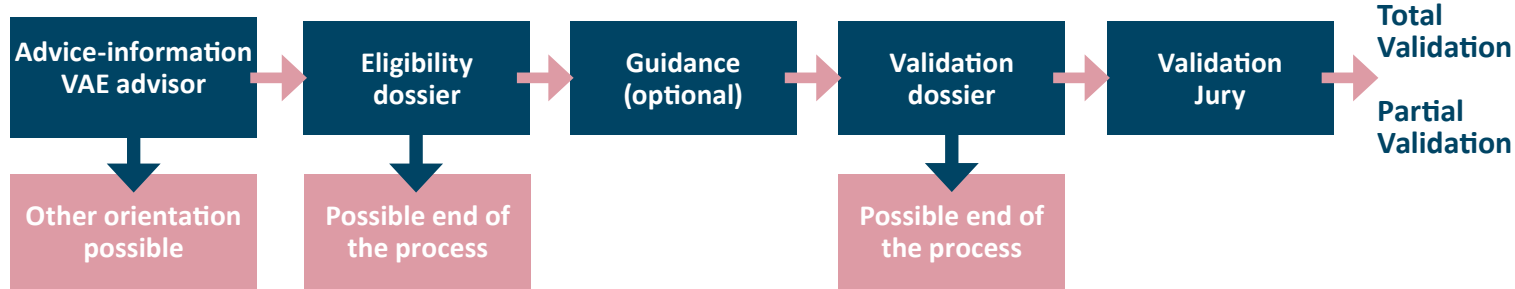 Advice-information
VAE advisor
Eligibility
dossier
Guidance
(optional)
Validation
dossier
Validation
Jury
Total
Validation
Partial
Validation
Other orientation
possible
Possible end of
the process
Possible end of
the process